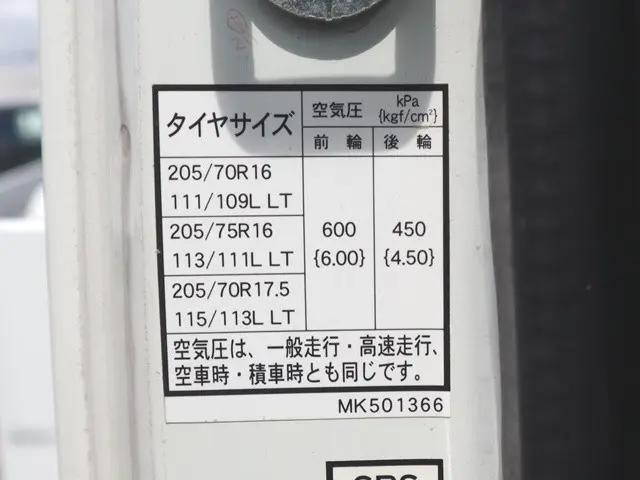 タイヤサイズ 空気圧 kPa {kgf/cm²}
前 輪 後 輪
205/70R16
111/109L LT
205/75R16 600 450
113/111L LT {6.00} {4.50}
205/70R17.5
115/113L LT
空気圧は、一般走行・高速走行、
空車時・積車時とも同じです。
MK501366